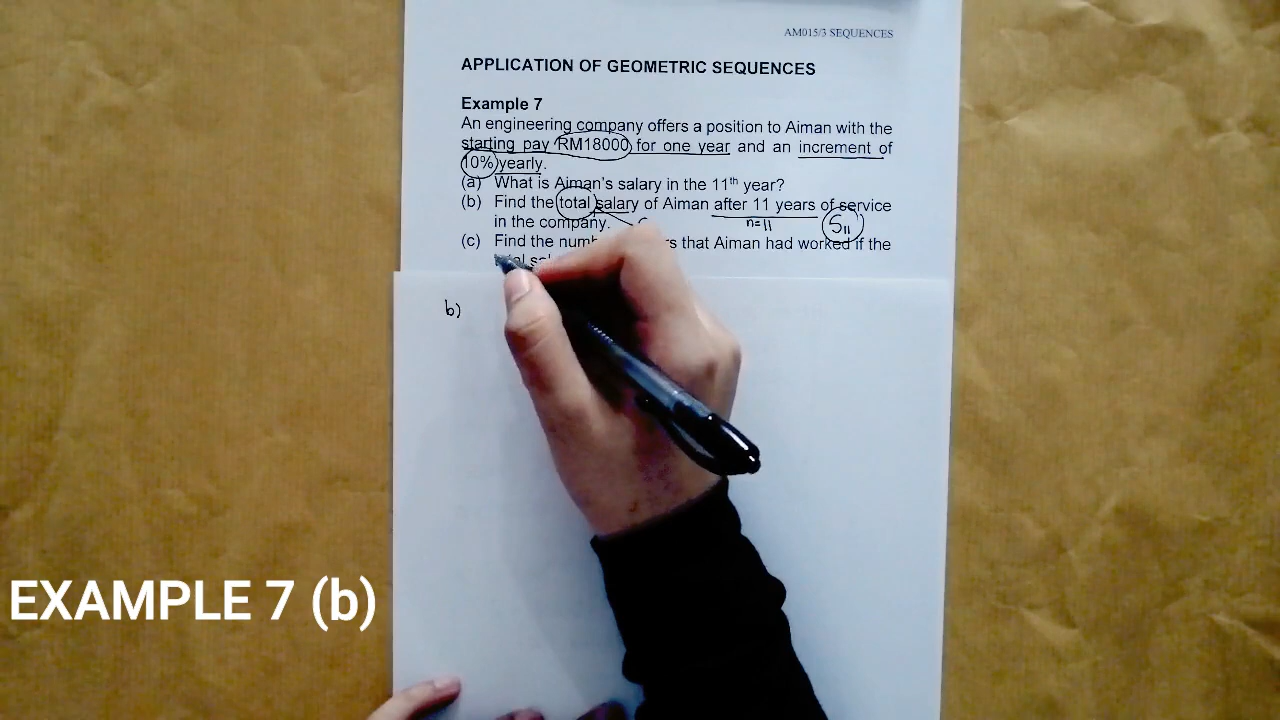 AM015/3 SEQUENCES
APPLICATION OF GEOMETRIC SEQUENCES
Example 7
An engineering company offers a position to Aiman with the
starting pay RM18000 for one year and an increment of
10% yearly.
(a) What is Aiman's salary in the 11th year?
(b) Find the total salary of Aiman after 11 years of service
in the company.
n=11
S11
(c) Find the that Aiman had worked if the
b)
EXAMPLE 7 (b)